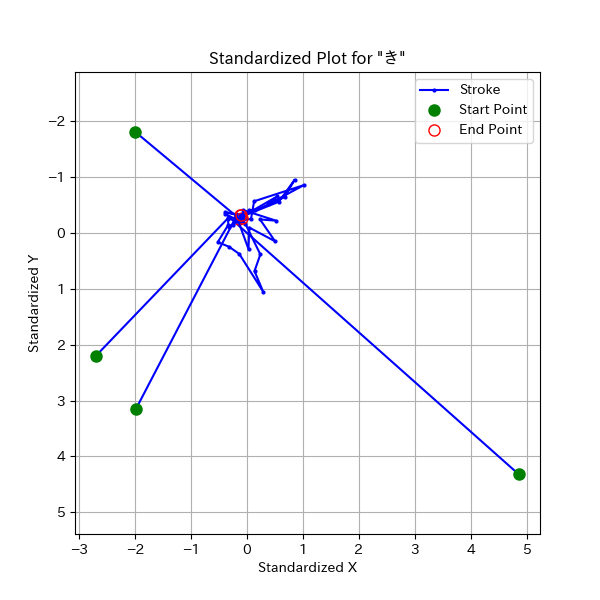 Standardized Plot for "き"
Stroke
Start Point
End Point
−2
−1
0
1
2
3
4
5
Standardized Y
−3 −2 −1 0 1 2 3 4 5
Standardized X